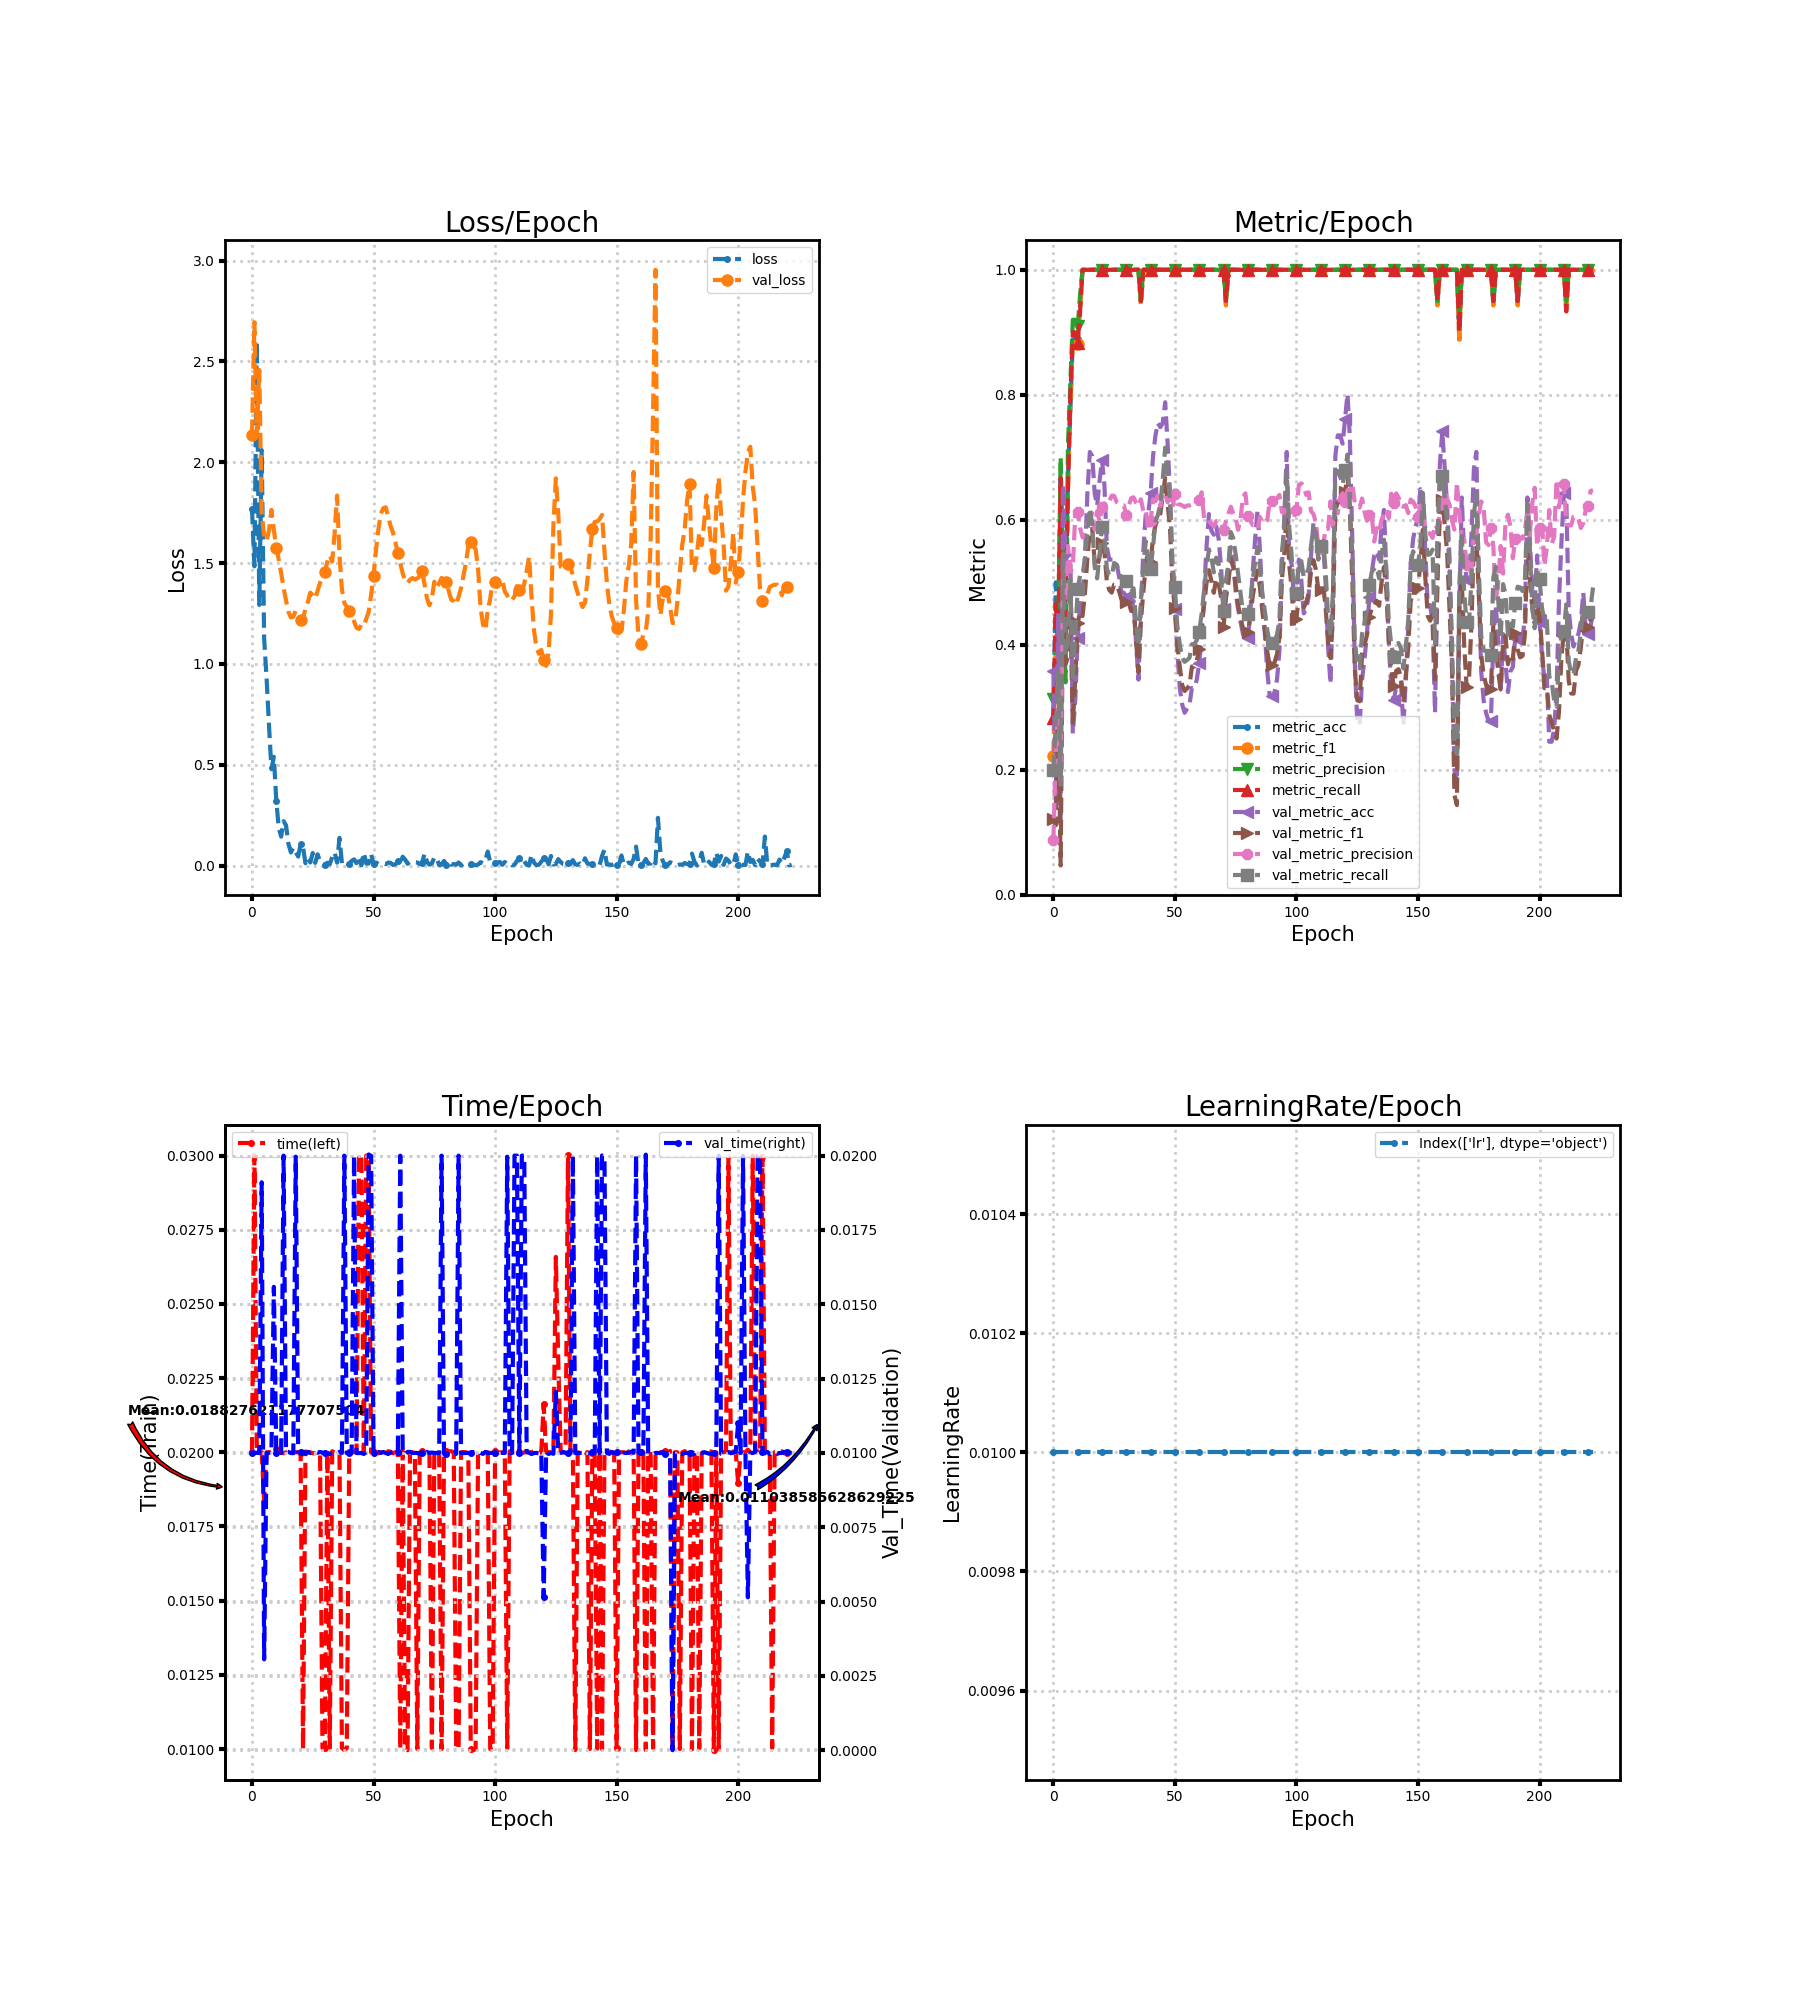 Loss/Epoch
3.0
2.5
2.0
1.5
1.0
0.5
0.0
Loss
loss
val_loss
0 50 100 150 200
Epoch
Metric/Epoch
1.0
0.8
0.6
0.4
0.2
0.0
Metric
metric_acc
metric_f1
metric_precision
metric_recall
val_metric_acc
val_metric_f1
val_metric_precision
val_metric_recall
0 50 100 150 200
Epoch
Time/Epoch
time(left)
val_time(right)
0.0300
0.0275
0.0250
0.0225
0.0200
0.0175
0.0150
0.0125
0.0100
Time(Train)
0.0200
0.0175
0.0150
0.0125
0.0100
0.0075
0.0050
0.0025
0.0000
Val_Time(Validation)
Mean:0.011038585628629225
0 50 100 150 200
Epoch
LearningRate/Epoch
Index(['lr'], dtype='object')
0.0104
0.0102
0.0100
0.0098
0.0096
LearningRate
0 50 100 150 200
Epoch